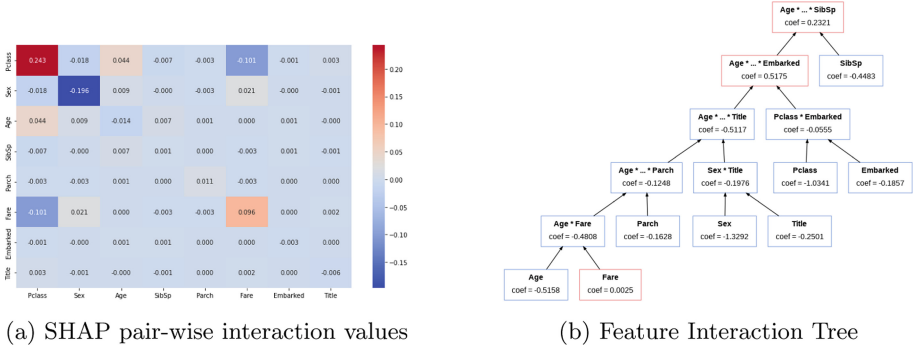 Pclass 0.243 -0.018 0.044 -0.007 -0.003 -0.101 -0.001 0.003
Sex -0.018 -0.196 0.009 -0.000 -0.000 0.021 -0.000 -0.001
Age 0.044 0.009 -0.014 0.007 0.001 0.000 0.000 -0.000
SibSp -0.007 -0.000 0.007 0.001 0.000 -0.003 0.001 0.000
Parch -0.003 -0.003 0.001 0.000 0.011 -0.003 0.000 0.000
Fare -0.101 0.021 0.000 -0.003 -0.003 0.096 0.000 0.002
Embarked -0.001 -0.000 0.001 0.001 0.000 0.000 -0.003 0.000
Title 0.003 -0.001 -0.000 0.000 0.000 0.002 0.000 -0.006
Pclass Sex Age SibSp Parch Fare Embarked Title
0.20
0.15
0.10
0.05
0.00
-0.05
-0.10
-0.15
(a) SHAP pair-wise interaction values
Age * ... * SibSp
coef = 0.2321
Age * ... * Embarked
coef = 0.5175
SibSp
coef = -0.4483
Age * ... * Title
coef = -0.5117
Pclass * Embarked
coef = -0.0555
Age * ... * Parch
coef = -0.1248
Sex * Title
coef = -0.1976
Pclass
coef = -1.0341
Embarked
coef = -0.1857
Age * Fare
coef = -0.4808
Parch
coef = -0.1628
Sex
coef = -1.3292
Title
coef = -0.2501
Age
coef = -0.5158
Fare
coef = 0.0025
(b) Feature Interaction Tree